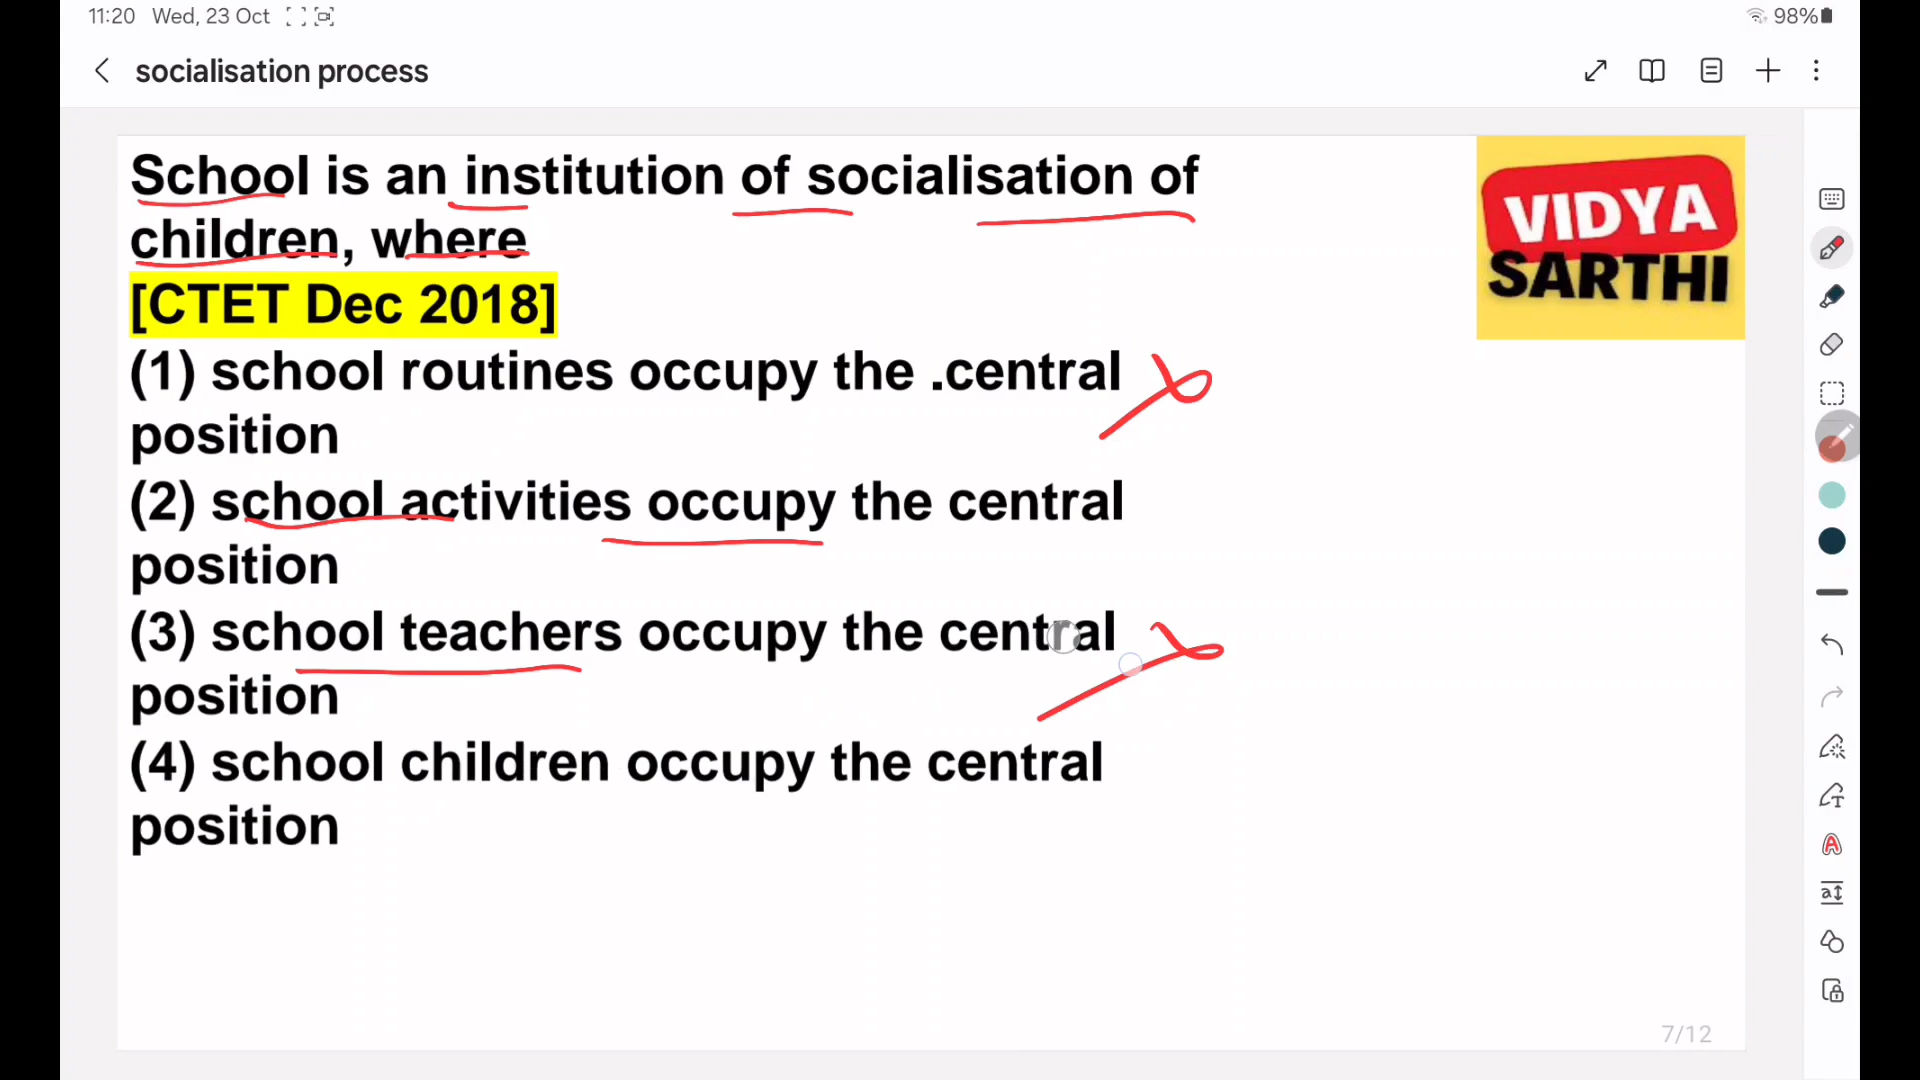 11:20 Wed, 23 Oct
98%
socialisation process
School is an institution of socialisation of
children, where
[CTET Dec 2018]
(1) school routines occupy the .central
position
(2) school activities occupy the central
position
(3) school teachers occupy the central
position
(4) school children occupy the central
position
VIDYA
SARTHI
7/12